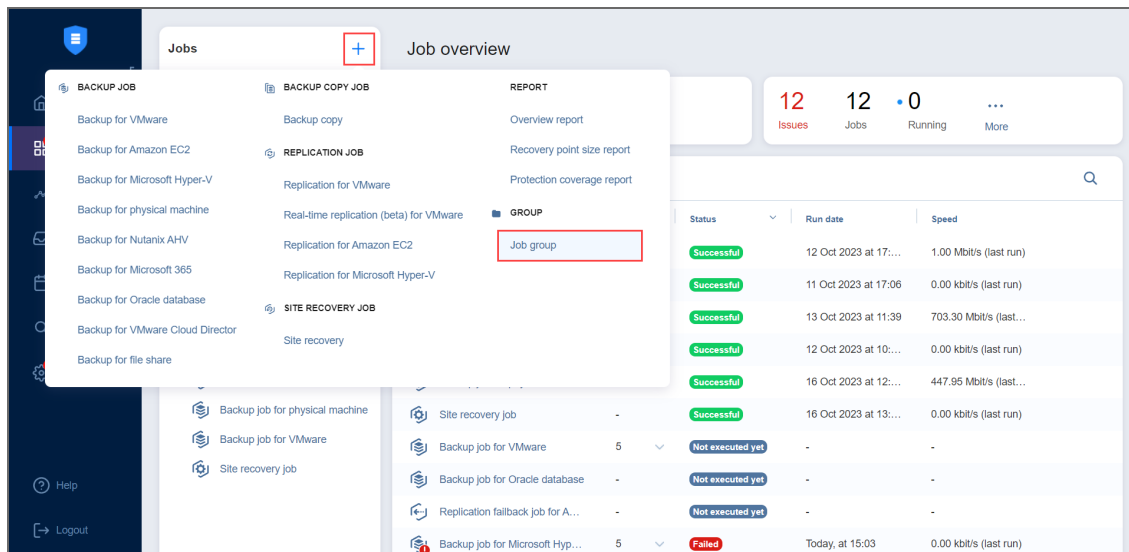 Jobs
Job overview
BACKUP JOB
Backup for VMware
Backup for Amazon EC2
Backup for Microsoft Hyper-V
Backup for physical machine
Backup for Nutanix AHV
Backup for Microsoft 365
Backup for Oracle database
Backup for VMware Cloud Director
Backup for file share
BACKUP COPY JOB
Backup copy
REPLICATION JOB
Replication for VMware
Real-time replication (beta) for VMware
Replication for Amazon EC2
Replication for Microsoft Hyper-V
SITE RECOVERY JOB
Site recovery
REPORT
Overview report
Recovery point size report
Protection coverage report
GROUP
Job group
12 12 0 ...
Issues Jobs Running More
Status Run date Speed
Successful 12 Oct 2023 at 17:... 1.00 Mbit/s (last run)
Successful 11 Oct 2023 at 17:06 0.00 kbit/s (last run)
Successful 13 Oct 2023 at 11:39 703.30 Mbit/s (last...
Successful 12 Oct 2023 at 10:... 0.00 kbit/s (last run)
Successful 16 Oct 2023 at 12:... 447.95 Mbit/s (last...
Site recovery job - Successful 16 Oct 2023 at 13:... 0.00 kbit/s (last run)
Backup job for VMware 5 Not executed yet - -
Backup job for Oracle database - Not executed yet - -
Replication failback job for A... - Not executed yet - -
Backup job for Microsoft Hyp... 5 Failed Today, at 15:03 0.00 kbit/s (last run)
Backup job for physical machine
Backup job for VMware
Site recovery job
Help
Logout